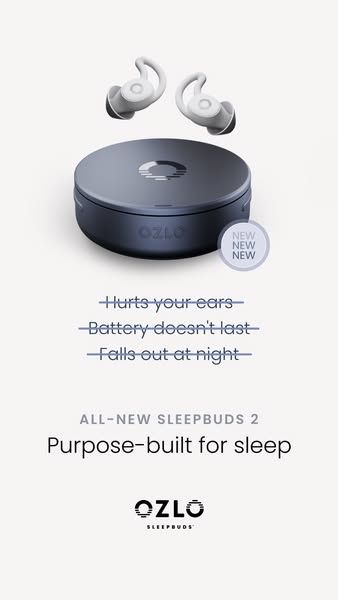 OZLO
NEW
NEW
NEW
Hurts your ears
Battery doesn't last
Falls out at night
ALL-NEW SLEEPBUDS 2
Purpose-built for sleep
OZLO
SLEEPBUDS